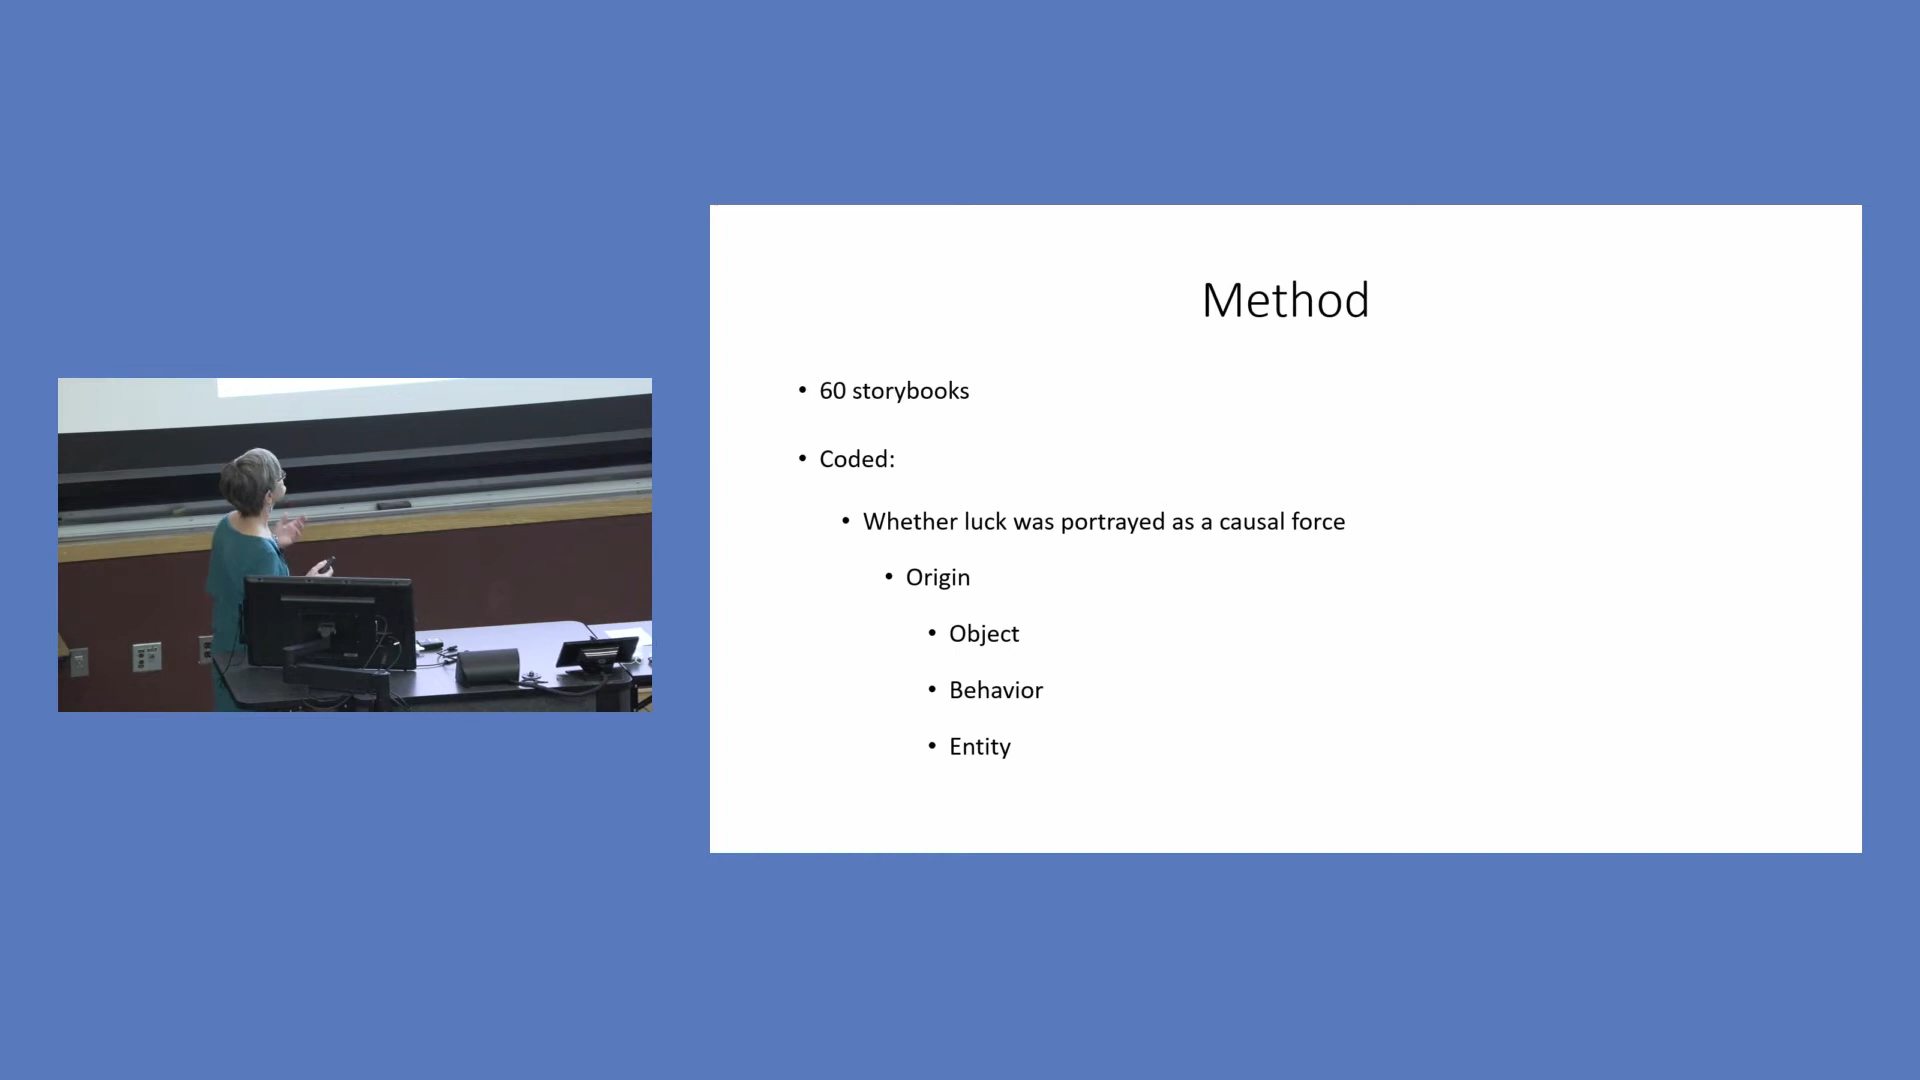 Method
• 60 storybooks
• Coded:
• Whether luck was portrayed as a causal force
• Origin
• Object
• Behavior
• Entity